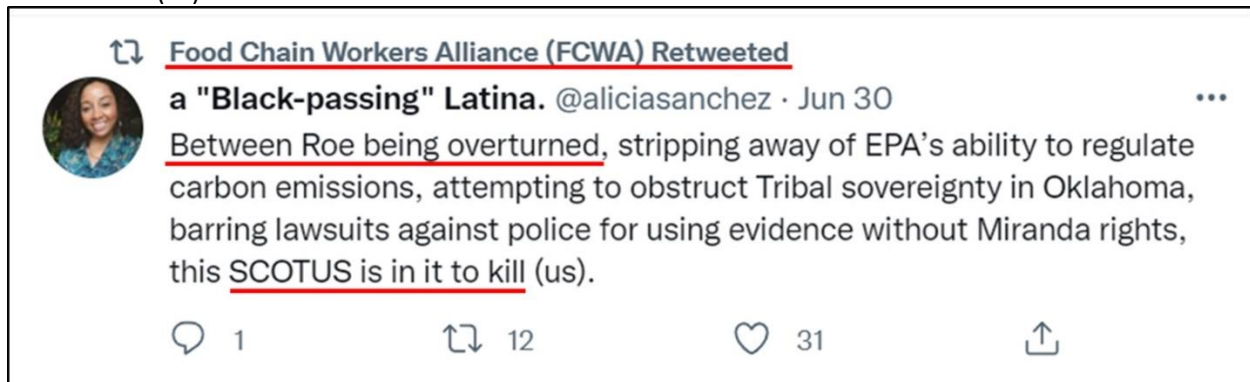 Food Chain Workers Alliance (FCWA) Retweeted
a "Black-passing" Latina. @aliciasanchez · Jun 30
Between Roe being overturned, stripping away of EPA’s ability to regulate
carbon emissions, attempting to obstruct Tribal sovereignty in Oklahoma,
barring lawsuits against police for using evidence without Miranda rights,
this SCOTUS is in it to kill (us).
1 12 31